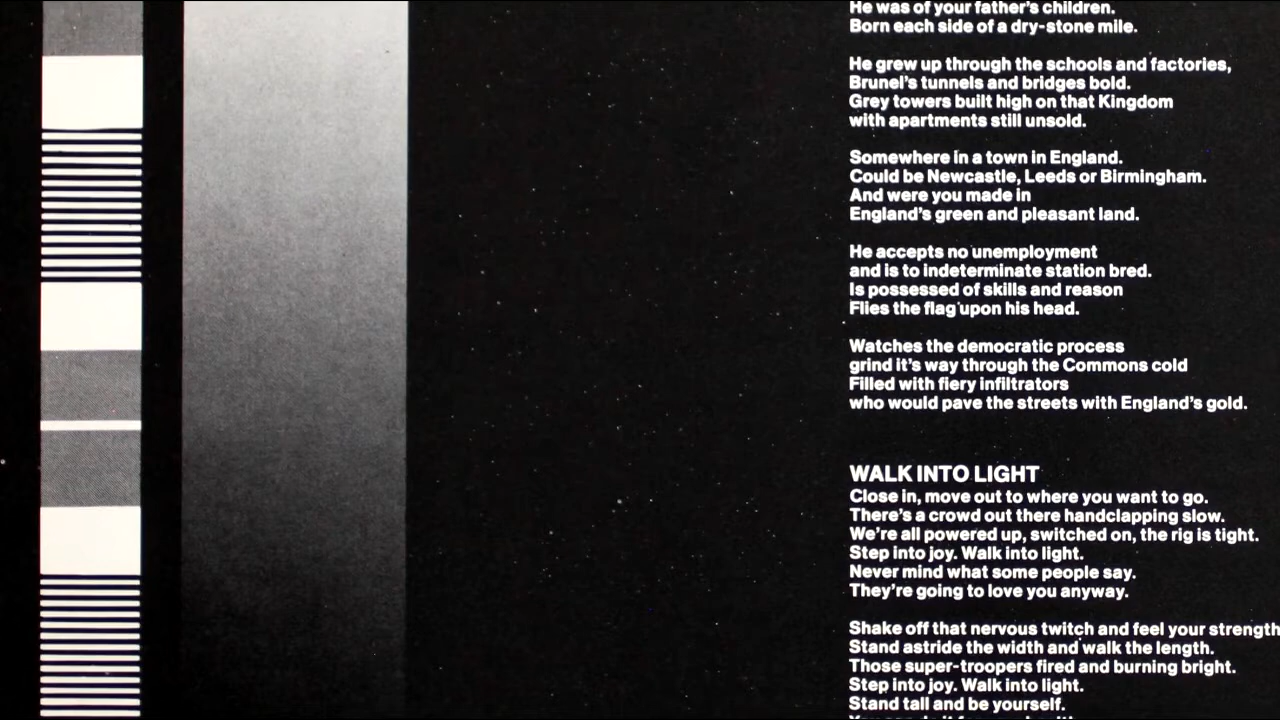 He was of your father's children.
Born each side of a dry-stone mile.
He grew up through the schools and factories,
Brunel's tunnels and bridges bold.
Grey towers built high on that Kingdom
with apartments still unsold.
Somewhere in a town in England.
Could be Newcastle, Leeds or Birmingham.
And were you made in
England's green and pleasant land.
He accepts no unemployment
and is to indeterminate station bred.
Is possessed of skills and reason
Flies the flag upon his head.
Watches the democratic process
grind it's way through the Commons cold
Filled with fiery infiltrators
who would pave the streets with England's gold.
WALK INTO LIGHT
Close in, move out to where you want to go.
There's a crowd out there handclapping slow.
We're all powered up, switched on, the rig is tight.
Step into joy. Walk into light.
Never mind what some people say.
They're going to love you anyway.
Shake off that nervous twitch and feel your strength
Stand astride the width and walk the length.
Those super-troopers fired and burning bright.
Step into joy. Walk into light.
Stand tall and be yourself.